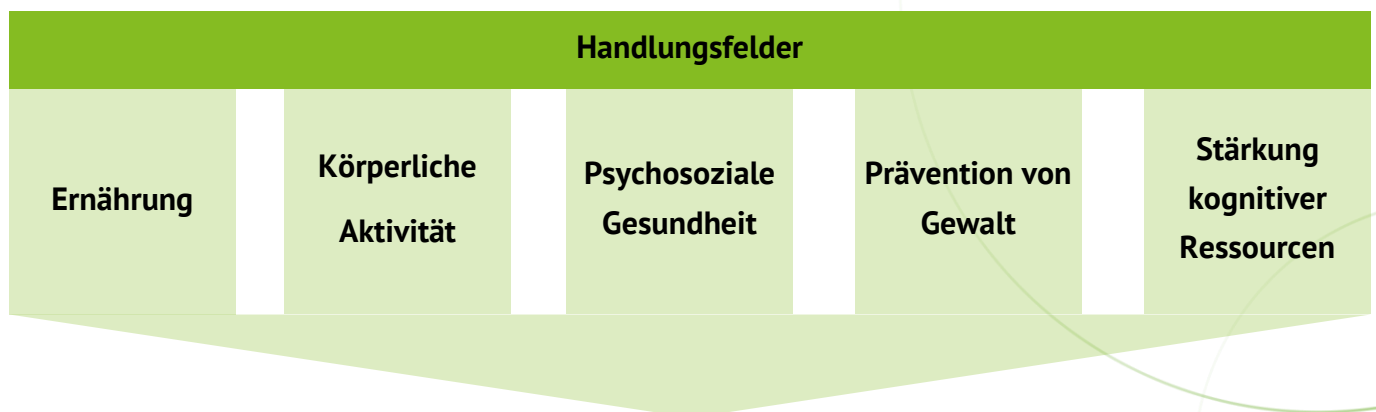 Handlungsfelder
Ernährung
Körperliche
Aktivität
Psychosoziale
Gesundheit
Prävention von
Gewalt
Stärkung
kognitiver
Ressourcen